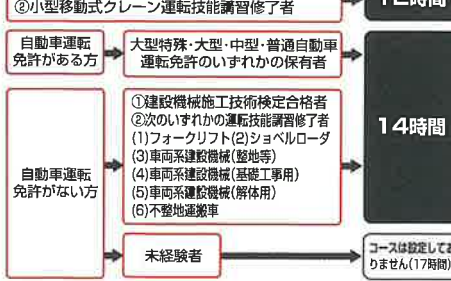 ②小型移動式クレーン運転技能講習修了者
12時間
自動車運転
免許がある方
大型特殊・大型・中型・普通自動車
運転免許のいずれかの保有者
自動車運転
免許がない方
①建設機械施工技術検定合格者
②次のいずれかの運転技能講習修了者
(1)フォークリフト(2)ショベルローダ
(3)車両系建設機械(整地等)
(4)車両系建設機械(基礎工事用)
(5)車両系建設機械(解体用)
(6)不整地運搬車
14時間
未経験者
コースは設定してお
りません(17時間)